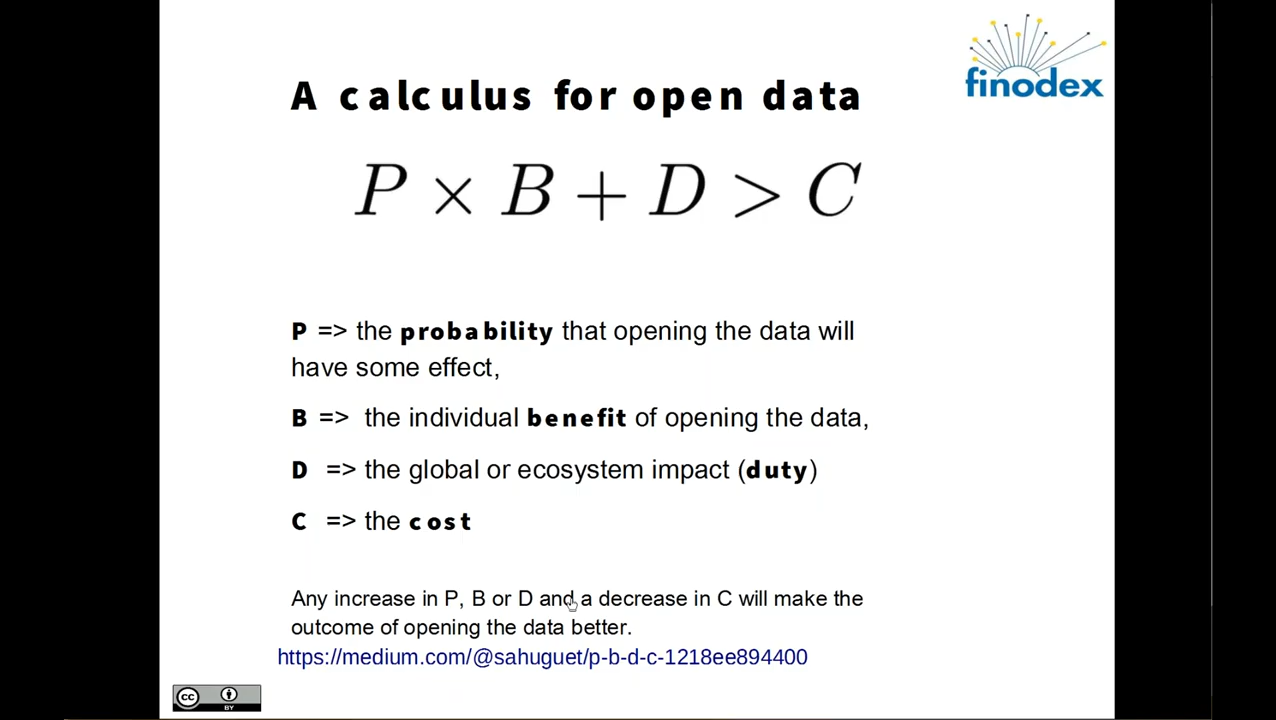 finodex
A calculus for open data
P × B + D > C
P => the probability that opening the data will
have some effect,
B => the individual benefit of opening the data,
D => the global or ecosystem impact (duty)
C => the cost
Any increase in P, B or D and a decrease in C will make the
outcome of opening the data better.
https://medium.com/@sahuguet/p-b-d-c-1218ee894400
cc
BY